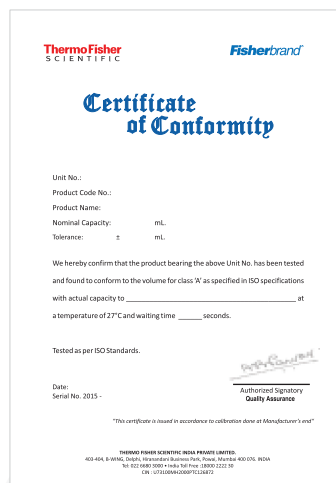 ThermoFisher
SCIENTIFIC
Fisherbrand
Certificate
of Conformity
Unit No.:
Product Code No.:
Product Name:
Nominal Capacity: mL.
Tolerance: ± mL.
We hereby confirm that the product bearing the above Unit No. has been tested
and found to conform to the volume for class 'A' as specified in ISO specifications
with actual capacity to ______ at
a temperature of 27°C and waiting time ______ seconds.
Tested as per ISO Standards.
Date:
Serial No. 2015 -
Authorized Signatory
Quality Assurance
"This certificate is issued in accordance to calibration done at Manufacturer's end"
THERMO FISHER SCIENTIFIC INDIA PRIVATE LIMITED.
403-404, B-WING, Delphi, Hiranandani Business Park, Powai, Mumbai 400 076. INDIA
Tel: 022 6680 3000 • India Toll Free :18000 2222 30
CIN : U73100MH2000PTC126872